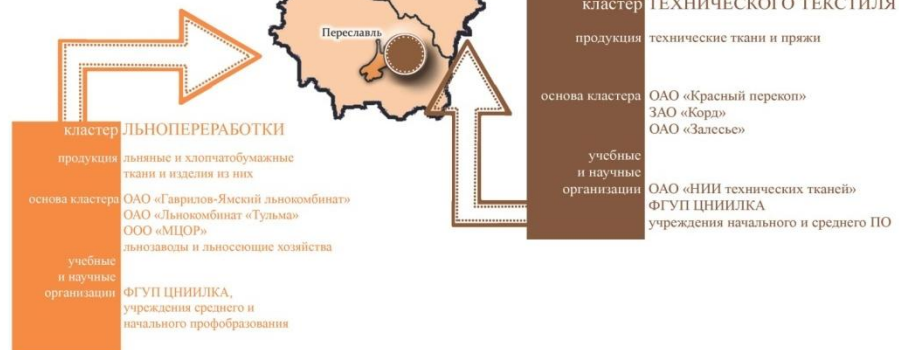 Переславль
кластер ЛЬНОПЕРЕРАБОТКИ
продукция льняные и хлопчатобумажные
ткани и изделия из них
основа кластера ОАО «Гаврилов-Ямский льнокомбинат»
ОАО «Льнокомбинат «Тульма»
ООО «МЦОР»
льнозаводы и льносеющие хозяйства
учебные
и научные
организации ФГУП ЦНИИЛКА,
учреждения среднего и
начального профобразования
кластер ТЕХНИЧЕСКОГО ТЕКСТИЛЯ
продукция технические ткани и пряжи
основа кластера ОАО «Красный перекоп»
ЗАО «Корд»
ОАО «Залесье»
учебные
и научные
организации ОАО «НИИ технических тканей»
ФГУП ЦНИИЛКА
учреждения начального и среднего ПО